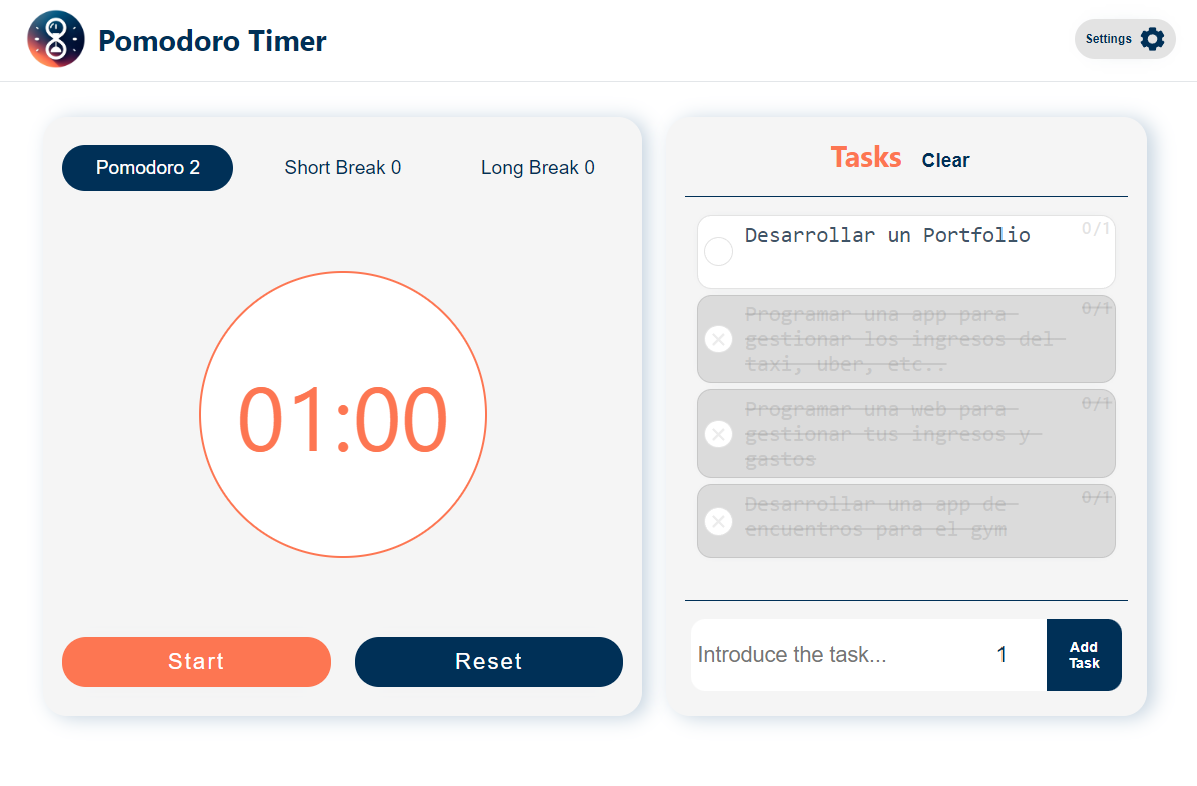 Pomodoro Timer
Settings
Pomodoro 2
Short Break 0
Long Break 0
01:00
Start
Reset
Tasks
Clear
Desarrollar un Portfolio
0/1
Programar una app para
gestionar los ingresos del
taxi, uber, etc..
0/1
Programar una web para
gestionar tus ingresos y
gastos
0/1
Desarrollar una app de
encuentros para el gym
0/1
Introduce the task...
1
Add
Task